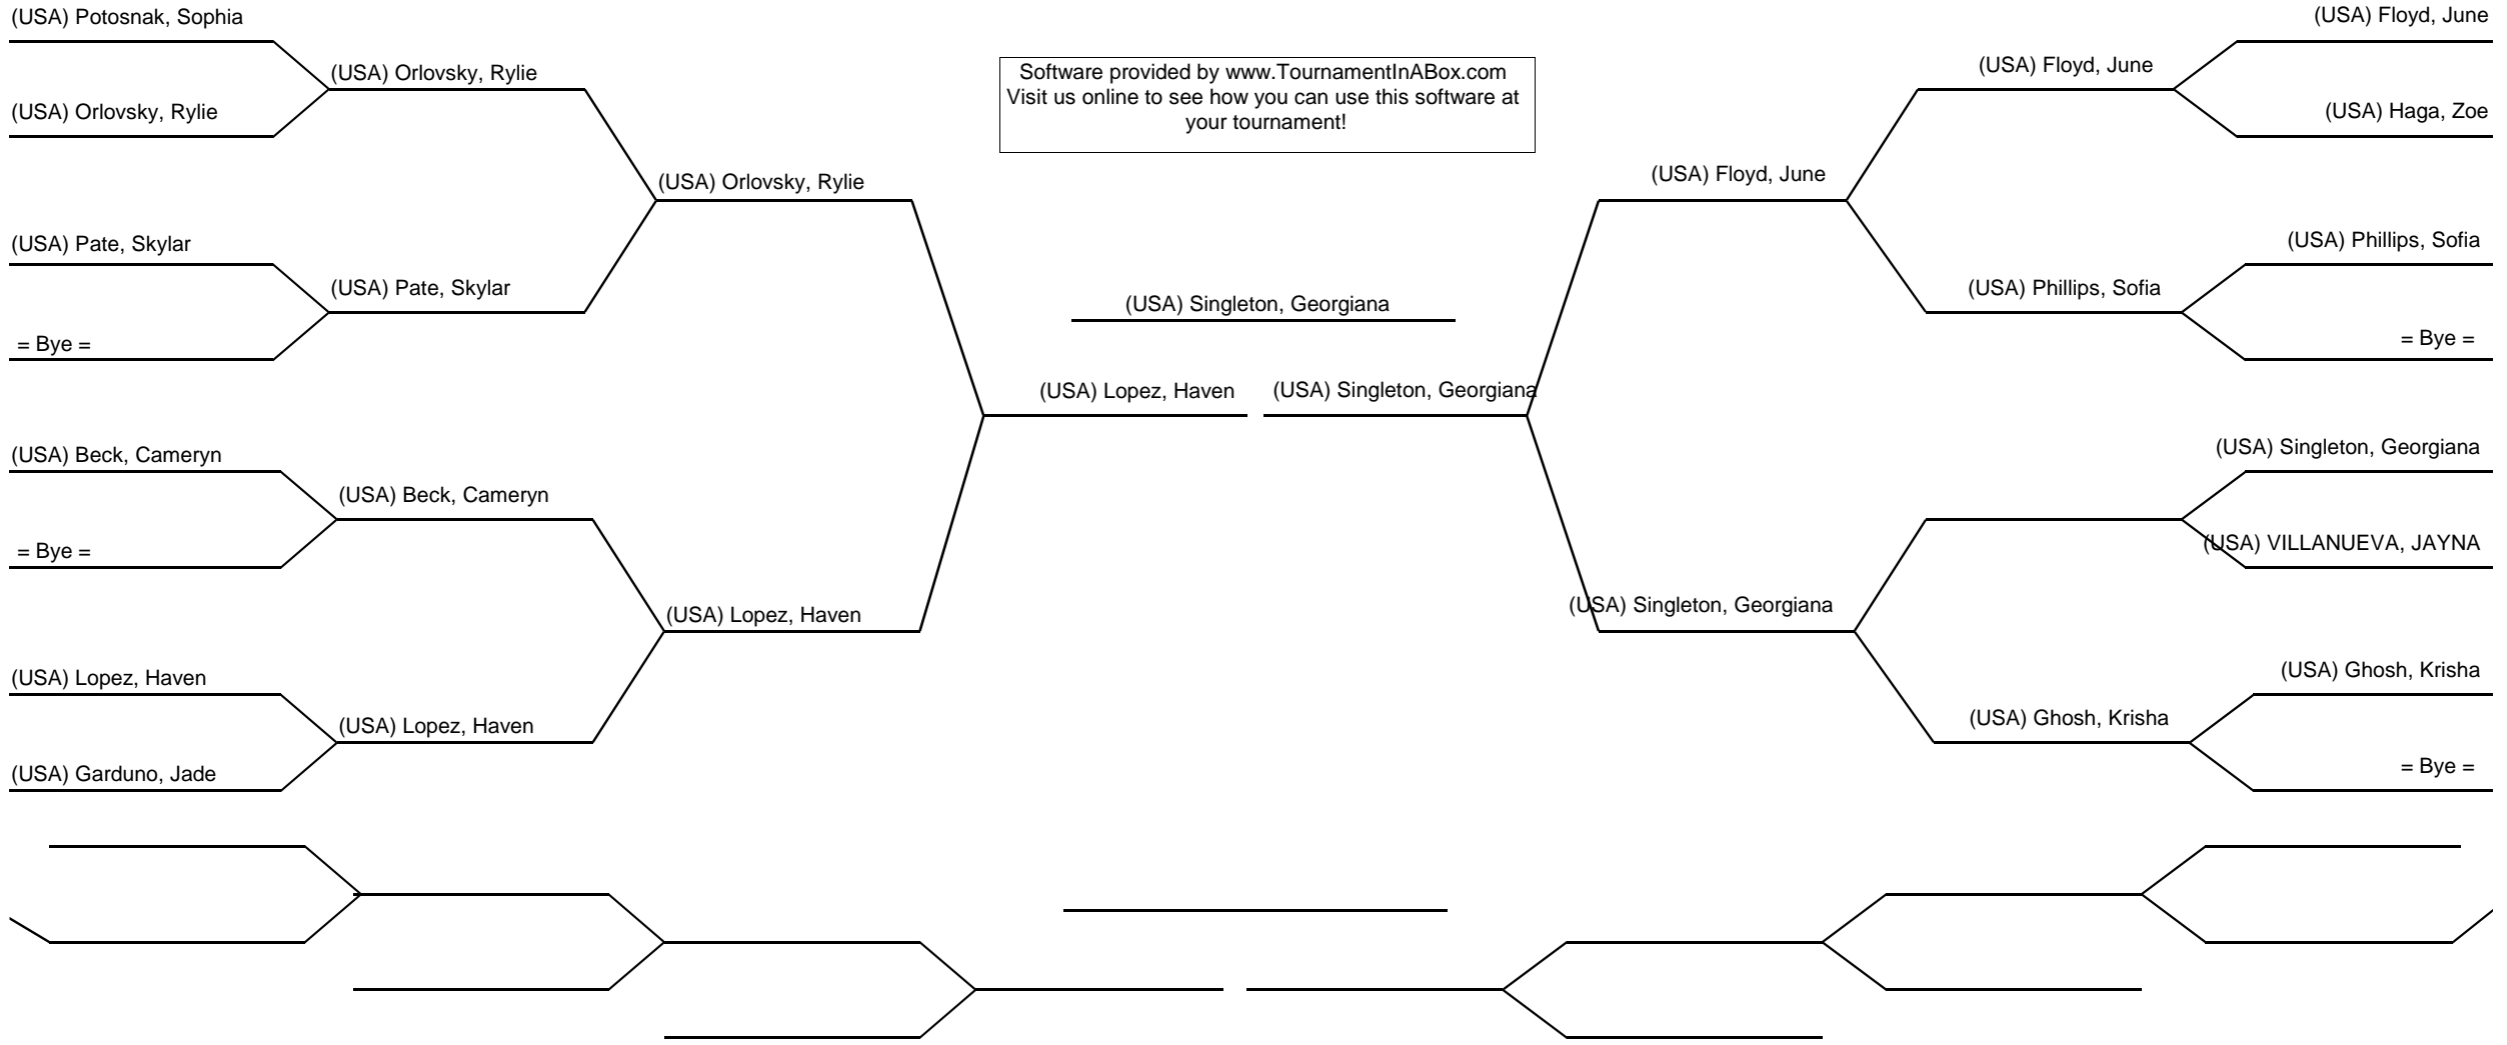 (USA) Potosnak, Sophia
(USA) Orlovsky, Rylie
(USA) Pate, Skylar
= Bye =
(USA) Beck, Cameryn
= Bye =
(USA) Lopez, Haven
(USA) Garduno, Jade
(USA) Orlovsky, Rylie
(USA) Pate, Skylar
(USA) Beck, Cameryn
(USA) Lopez, Haven
(USA) Orlovsky, Rylie
(USA) Lopez, Haven
Software provided by www.TournamentInABox.com
Visit us online to see how you can use this software at
your tournament!
(USA) Singleton, Georgiana
(USA) Lopez, Haven
(USA) Singleton, Georgiana
(USA) Floyd, June
(USA) Singleton, Georgiana
(USA) Floyd, June
(USA) Phillips, Sofia
(USA) Ghosh, Krisha
(USA) Floyd, June
(USA) Haga, Zoe
(USA) Phillips, Sofia
= Bye =
(USA) Singleton, Georgiana
(USA) VILLANUEVA, JAYNA
(USA) Ghosh, Krisha
= Bye =